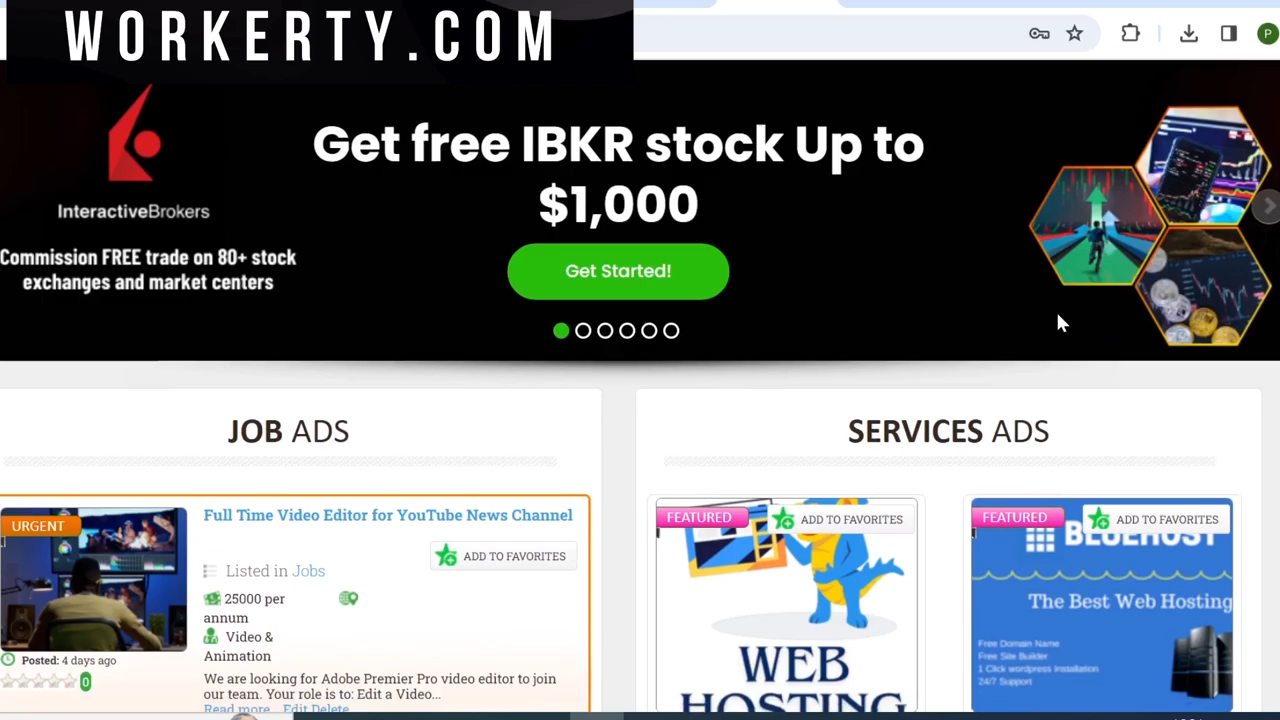 WORKERTY.COM
P
InteractiveBrokers
Commission FREE trade on 80+ stock
exchanges and market centers
Get free IBKR stock Up to
$1,000
Get Started!
JOB ADS
URGENT
Full Time Video Editor for YouTube News Channel
ADD TO FAVORITES
Listed in Jobs
25000 per
annum
Video &
Animation
Posted: 4 days ago
0
We are looking for Adobe Premier Pro video editor to join
our team. Your role is to: Edit a Video...
Read more Edit Delete
SERVICES ADS
FEATURED
ADD TO FAVORITES
WEB
HOSTING
FEATURED
ADD TO FAVORITES
BLUEHOST
The Best Web Hosting
Free Domain Name
Free Site Builder
1 Click wordpress Installation
24/7 Support